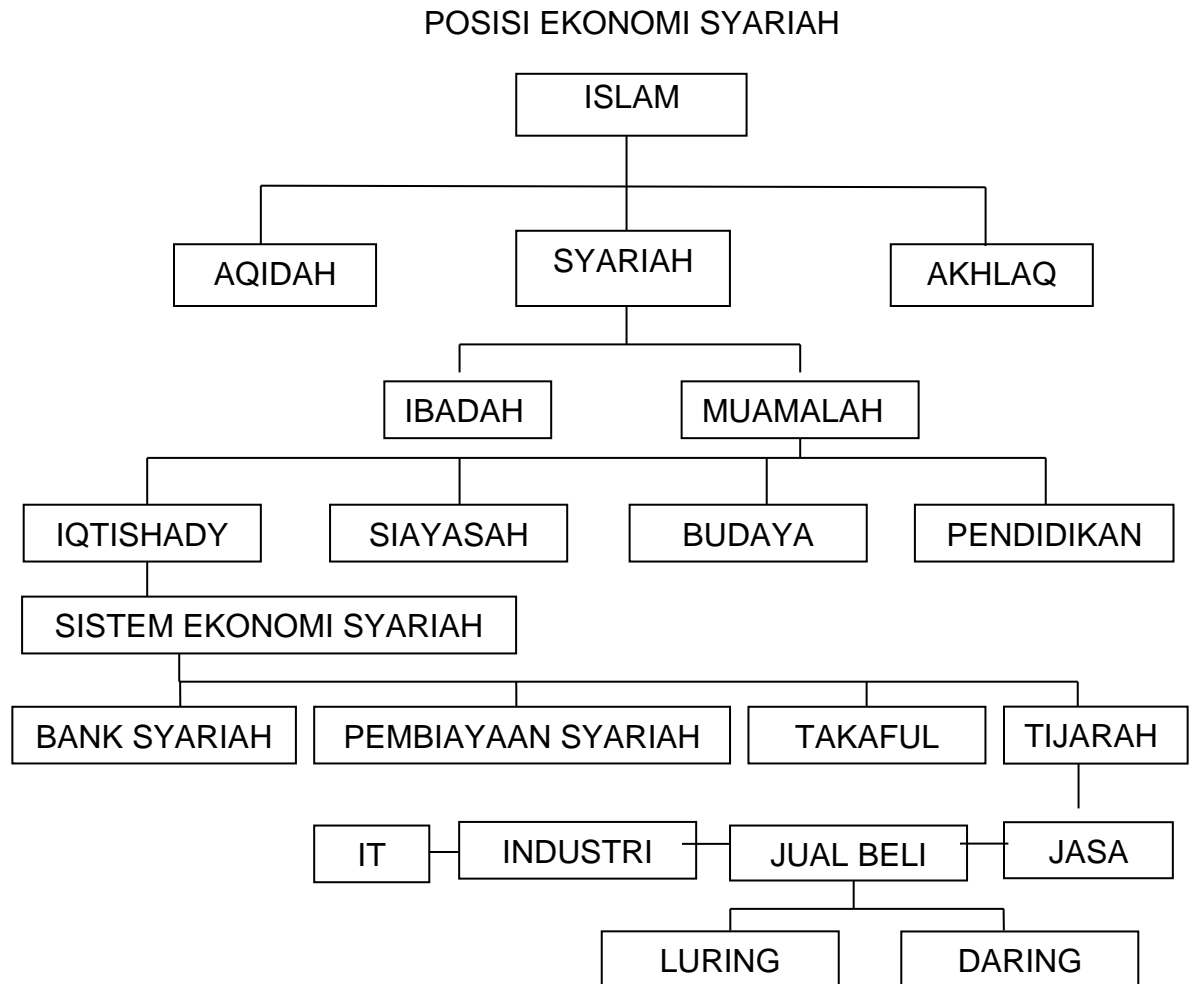 POSISI EKONOMI SYARIAH
ISLAM
AQIDAH
SYARIAH
AKHLAQ
IBADAH
MUAMALAH
IQTISHADY
SIAYASAH
BUDAYA
PENDIDIKAN
SISTEM EKONOMI SYARIAH
BANK SYARIAH
PEMBIAYAAN SYARIAH
TAKAFUL
TIJARAH
IT
INDUSTRI
JUAL BELI
JASA
LURING
DARING